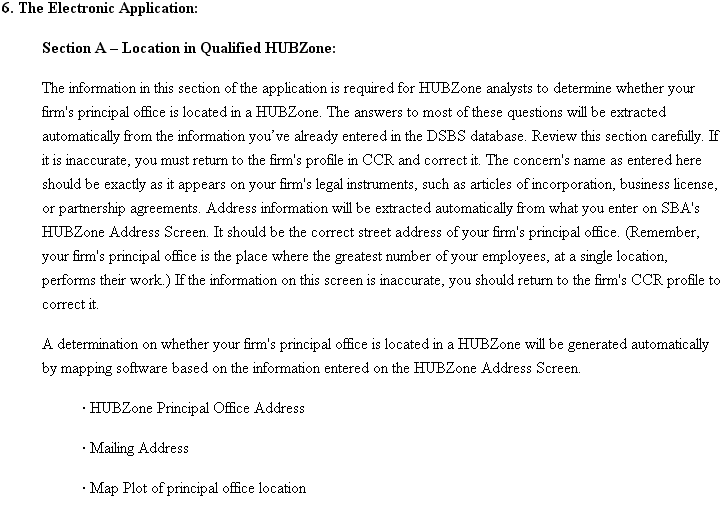 6. The Electronic Application:
Section A – Location in Qualified HUBZone:
The information in this section of the application is required for HUBZone analysts to determine whether your
firm's principal office is located in a HUBZone. The answers to most of these questions will be extracted
automatically from the information you’ve already entered in the DSBS database. Review this section carefully. If
it is inaccurate, you must return to the firm's profile in CCR and correct it. The concern's name as entered here
should be exactly as it appears on your firm's legal instruments, such as articles of incorporation, business license,
or partnership agreements. Address information will be extracted automatically from what you enter on SBA's
HUBZone Address Screen. It should be the correct street address of your firm's principal office. (Remember,
your firm's principal office is the place where the greatest number of your employees, at a single location,
performs their work.) If the information on this screen is inaccurate, you should return to the firm's CCR profile to
correct it.
A determination on whether your firm's principal office is located in a HUBZone will be generated automatically
by mapping software based on the information entered on the HUBZone Address Screen.
· HUBZone Principal Office Address
· Mailing Address
· Map Plot of principal office location